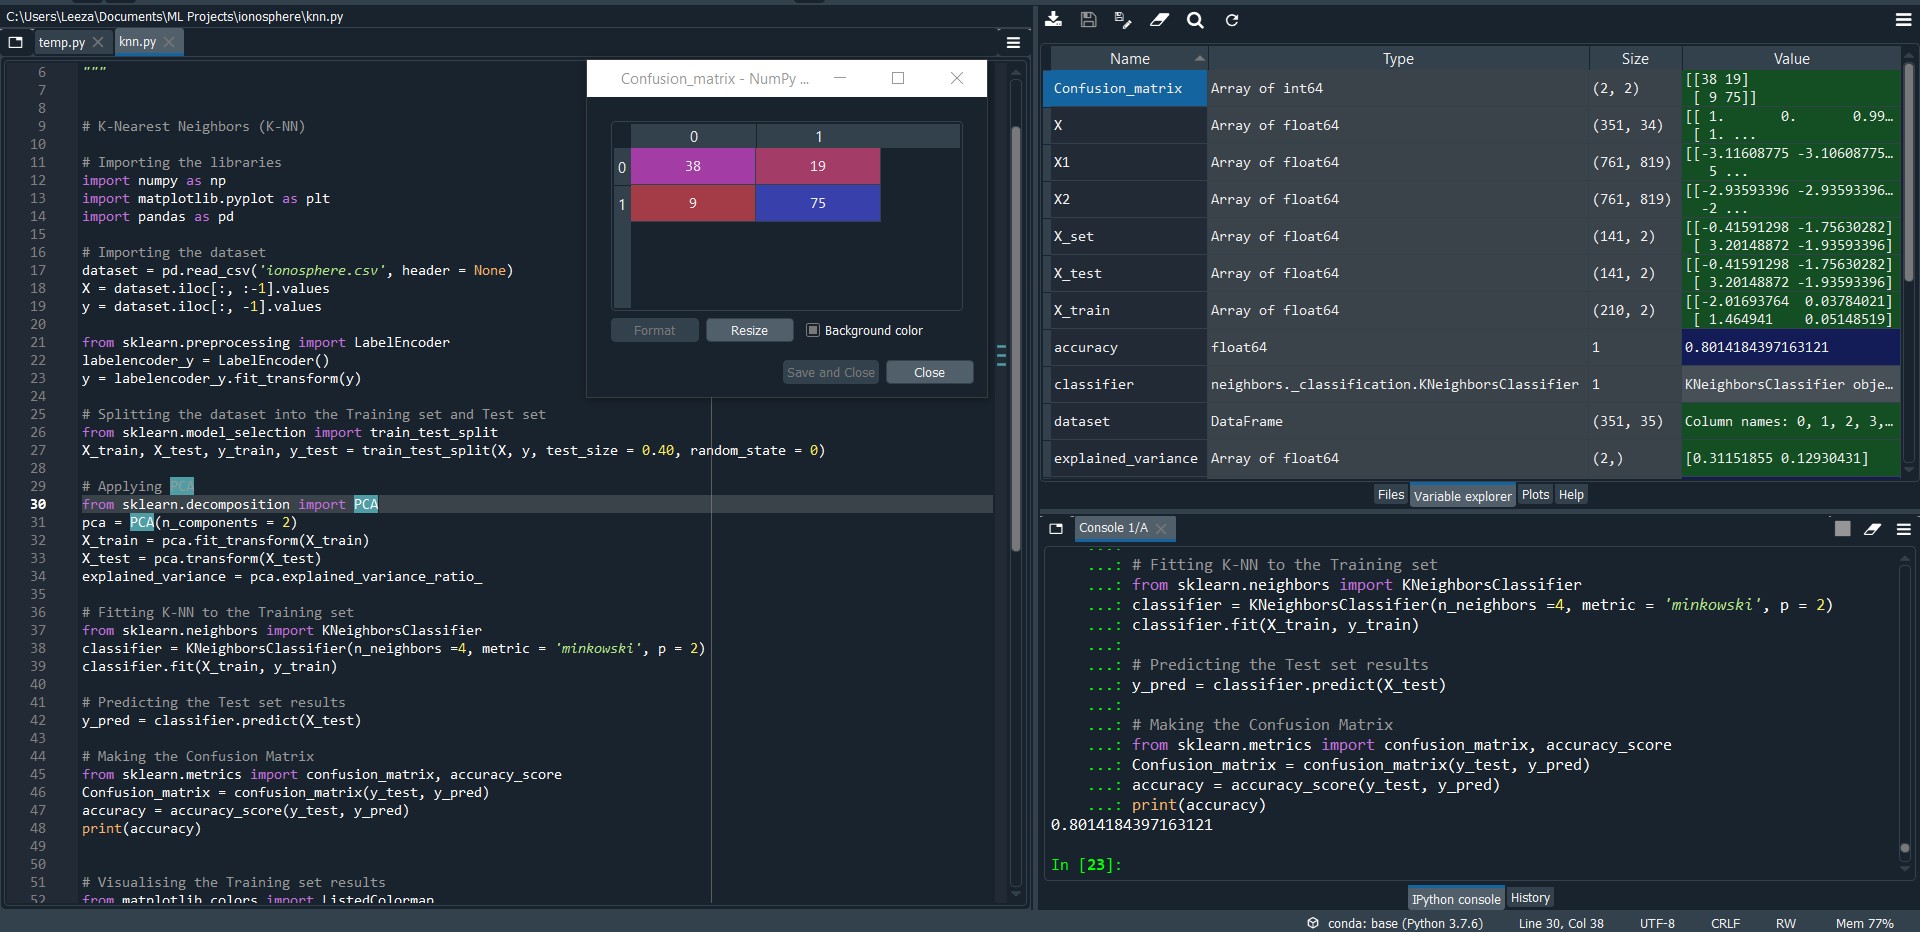 C:\Users\Leeza\Documents\ML Projects\ionosphere\knn.py
temp.py
knn.py
6 """
7
8
9 # K-Nearest Neighbors (K-NN)
10
11 # Importing the libraries
12 import numpy as np
13 import matplotlib.pyplot as plt
14 import pandas as pd
15
16 # Importing the dataset
17 dataset = pd.read_csv('ionosphere.csv', header = None)
18 X = dataset.iloc[:, :-1].values
19 y = dataset.iloc[:, -1].values
20
21 from sklearn.preprocessing import LabelEncoder
22 labelencoder_y = LabelEncoder()
23 y = labelencoder_y.fit_transform(y)
24
25 # Splitting the dataset into the Training set and Test set
26 from sklearn.model_selection import train_test_split
27 X_train, X_test, y_train, y_test = train_test_split(X, y, test_size = 0.40, random_state = 0)
28
29 # Applying PCA
30 from sklearn.decomposition import PCA
31 pca = PCA(n_components = 2)
32 X_train = pca.fit_transform(X_train)
33 X_test = pca.transform(X_test)
34 explained_variance = pca.explained_variance_ratio_
35
36 # Fitting K-NN to the Training set
37 from sklearn.neighbors import KNeighborsClassifier
38 classifier = KNeighborsClassifier(n_neighbors =4, metric = 'minkowski', p = 2)
39 classifier.fit(X_train, y_train)
40
41 # Predicting the Test set results
42 y_pred = classifier.predict(X_test)
43
44 # Making the Confusion Matrix
45 from sklearn.metrics import confusion_matrix, accuracy_score
46 Confusion_matrix = confusion_matrix(y_test, y_pred)
47 accuracy = accuracy_score(y_test, y_pred)
48 print(accuracy)
49
50
51 # Visualising the Training set results
52 from matplotlib.colors import ListedColormap
Confusion_matrix - NumPy ...
0 1
0 38 19
1 9 75
Format Resize Background color
Save and Close Close
Name Type Size Value
Confusion_matrix Array of int64 (2, 2) [[38 19]
[ 9 75]]
X Array of float64 (351, 34) [[ 1. 0. 0.99...
[ 1. ...
X1 Array of float64 (761, 819) [[-3.11608775 -3.10608775...
5 ...
X2 Array of float64 (761, 819) [[-2.93593396 -2.93593396...
-2 ...
X_set Array of float64 (141, 2) [[-0.41591298 -1.75630282]
[ 3.20148872 -1.93593396]
X_test Array of float64 (141, 2) [[-0.41591298 -1.75630282]
[ 3.20148872 -1.93593396]
X_train Array of float64 (210, 2) [[-2.01693764 0.03784021]
[ 1.464941 0.05148519]
accuracy float64 1 0.8014184397163121
classifier neighbors._classification.KNeighborsClassifier 1 KNeighborsClassifier obje...
dataset DataFrame (351, 35) Column names: 0, 1, 2, 3,...
explained_variance Array of float64 (2,) [0.31151855 0.12930431]
Files Variable explorer Plots Help
Console 1/A
...:
...: # Fitting K-NN to the Training set
...: from sklearn.neighbors import KNeighborsClassifier
...: classifier = KNeighborsClassifier(n_neighbors =4, metric = 'minkowski', p = 2)
...: classifier.fit(X_train, y_train)
...:
...: # Predicting the Test set results
...: y_pred = classifier.predict(X_test)
...:
...: # Making the Confusion Matrix
...: from sklearn.metrics import confusion_matrix, accuracy_score
...: Confusion_matrix = confusion_matrix(y_test, y_pred)
...: accuracy = accuracy_score(y_test, y_pred)
...: print(accuracy)
0.8014184397163121
In [23]:
IPython console History
conda: base (Python 3.7.6) Line 30, Col 38 UTF-8 CRLF RW Mem 77%